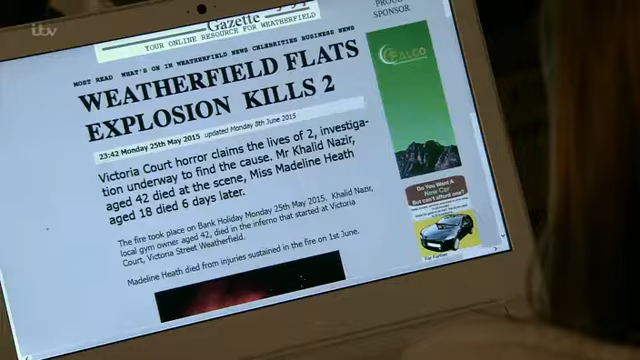 itv
Gazette
YOUR ONLINE RESOURCE FOR WEATHERFIELD
PROUD
SPONSOR
MOST READ WHAT'S ON IN WEATHERFIELD NEWS CELEBRITIES BUSINESS NEWS
WEATHERFIELD FLATS
EXPLOSION KILLS 2
23:42 Monday 25th May 2015 updated Monday 8th June 2015
Victoria Court horror claims the lives of 2, investiga-
tion underway to find the cause. Mr Khalid Nazir,
aged 42 died at the scene, Miss Madeline Heath
aged 18 died 6 days later.
The fire took place on Bank Holiday Monday 25th May 2015. Khalid Nazir,
local gym owner aged 42, died in the inferno that started at Victoria
Court, Victoria Street Weatherfield.
Madeline Heath died from injuries sustained in the fire on 1st June.
FALCO
Do You Want A
New Car
But can't afford one?
For Further